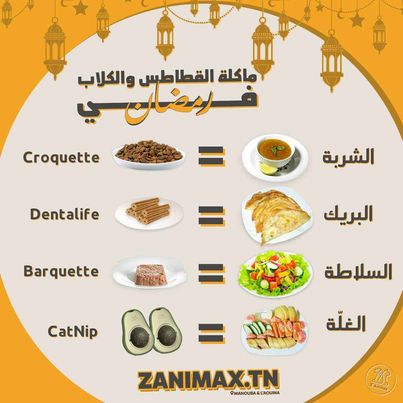 ماكلة القطاطس والكلاب
في رمضان
Croquette = الشربة
Dentalife = البريك
Barquette = السلاطة
CatNip = الغلّة
ZANIMAX.TN
MANOUBA & L'AOUINA